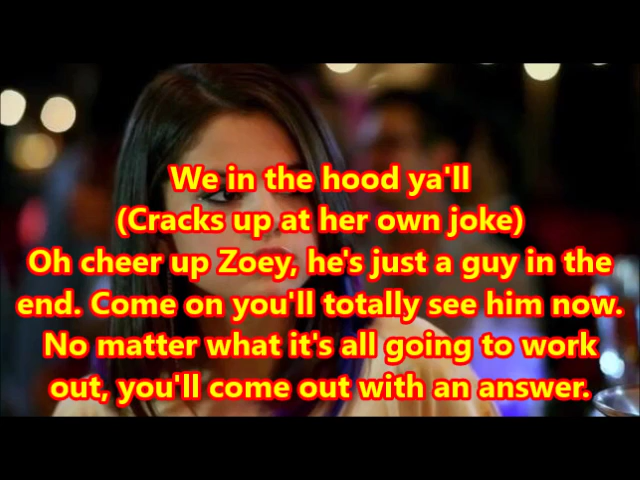 We in the hood ya'll
(Cracks up at her own joke)
Oh cheer up Zoey, he's just a guy in the
end. Come on you'll totally see him now.
No matter what it's all going to work
out, you'll come out with an answer.